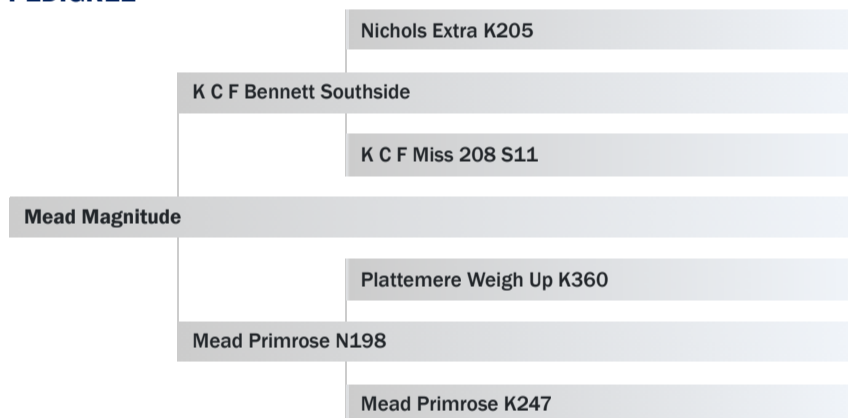 Nichols Extra K205
K C F Bennett Southside
K C F Miss 208 S11
Mead Magnitude
Plattemere Weigh Up K360
Mead Primrose N198
Mead Primrose K247